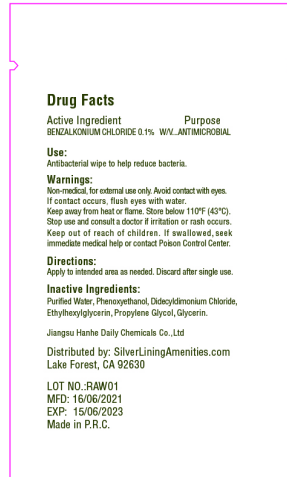 Drug Facts
Active Ingredient Purpose
BENZALKONIUM CHLORIDE 0.1% W/V...ANTIMICROBIAL
Use:
Antibacterial wipe to help reduce bacteria.
Warnings:
Non-medical, for external use only. Avoid contact with eyes.
If contact occurs, flush eyes with water.
Keep away from heat or flame. Store below 110ºF (43ºC).
Stop use and consult a doctor if irritation or rash occurs.
Keep out of reach of children. If swallowed, seek
immediate medical help or contact Poison Control Center.
Directions:
Apply to intended area as needed. Discard after single use.
Inactive Ingredients:
Purified Water, Phenoxyethanol, Didecyldimonium Chloride,
Ethylhexylglycerin, Propylene Glycol, Glycerin.
Jiangsu Hanhe Daily Chemicals Co.,Ltd
Distributed by: SilverLiningAmenities.com
Lake Forest, CA 92630
LOT NO.:RAW01
MFD: 16/06/2021
EXP: 15/06/2023
Made in P.R.C.